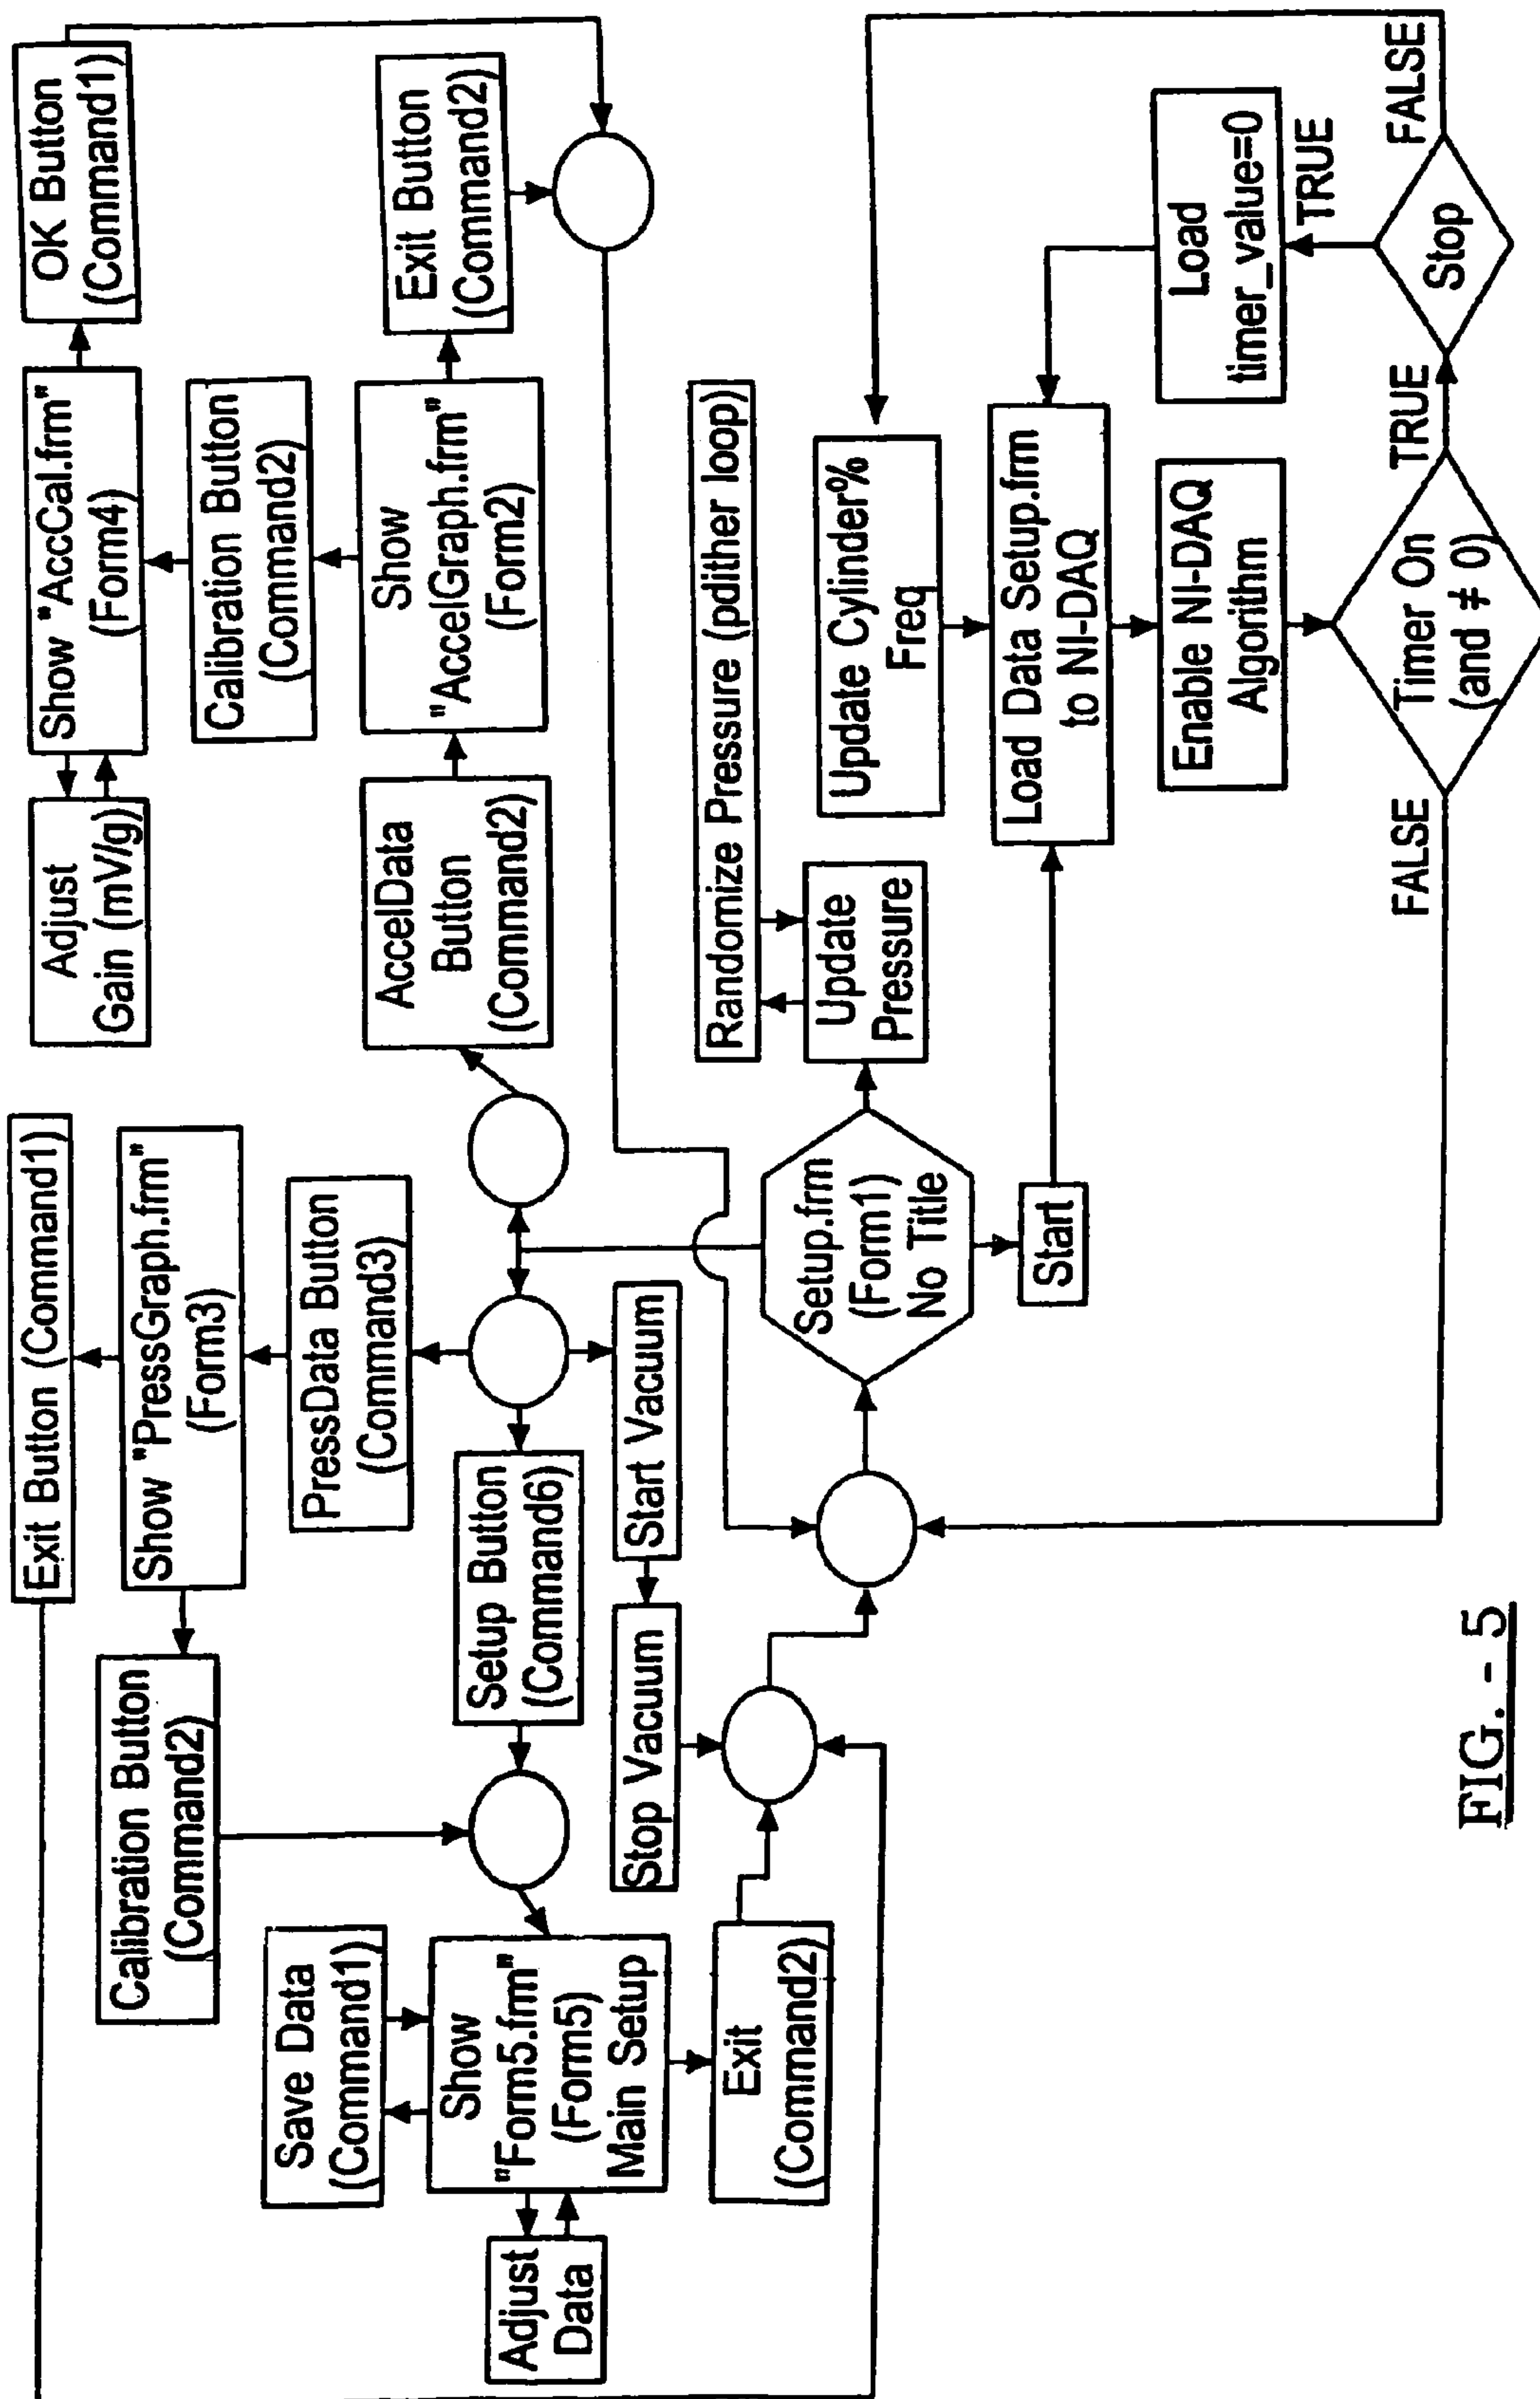 Exit Button (Command1)
Show "PressGraph.frm"
(Form3)
Calibration Button
(Command2)
PressData Button
(Command3)
Save Data
(Command1)
Show
"Form5.frm"
(Form5)
Main Setup
Adjust
Data
Exit
(Command2)
Setup Button
(Command6)
Start Vacuum
Stop Vacuum
Adjust
Gain (mV/g)
Show "AccCal.frm"
(Form4)
OK Button
(Command1)
Calibration Button
(Command2)
AccelData
Button
(Command2)
Show
"AccelGraph.frm"
(Form2)
Exit Button
(Command2)
Setup.frm
(Form1)
No Title
Start
Randomize Pressure (pdither loop)
Update
Pressure
Update Cylinder%
Freq
Load Data Setup.frm
to NI-DAQ
Enable NI-DAQ
Algorithm
Load
timer_value=0
Timer On
(and ≠ 0)
FALSE
TRUE
Stop
TRUE
FALSE
FIG. - 5